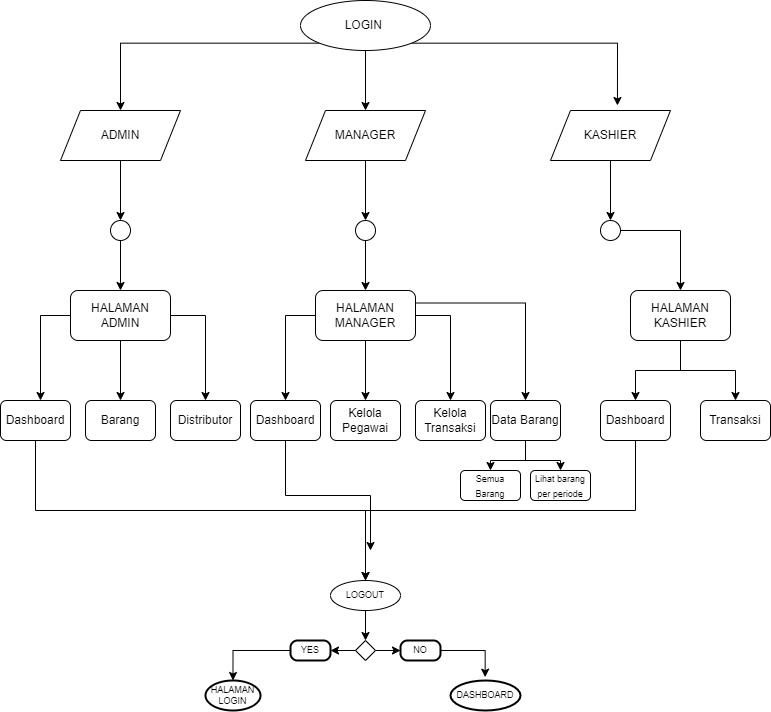 LOGIN
ADMIN
MANAGER
KASHIER
HALAMAN
ADMIN
HALAMAN
MANAGER
HALAMAN
KASHIER
Dashboard
Barang
Distributor
Dashboard
Kelola
Pegawai
Kelola
Transaksi
Data Barang
Dashboard
Transaksi
Semua
Barang
Lihat barang
per periode
LOGOUT
YES
NO
HALAMAN
LOGIN
DASHBOARD